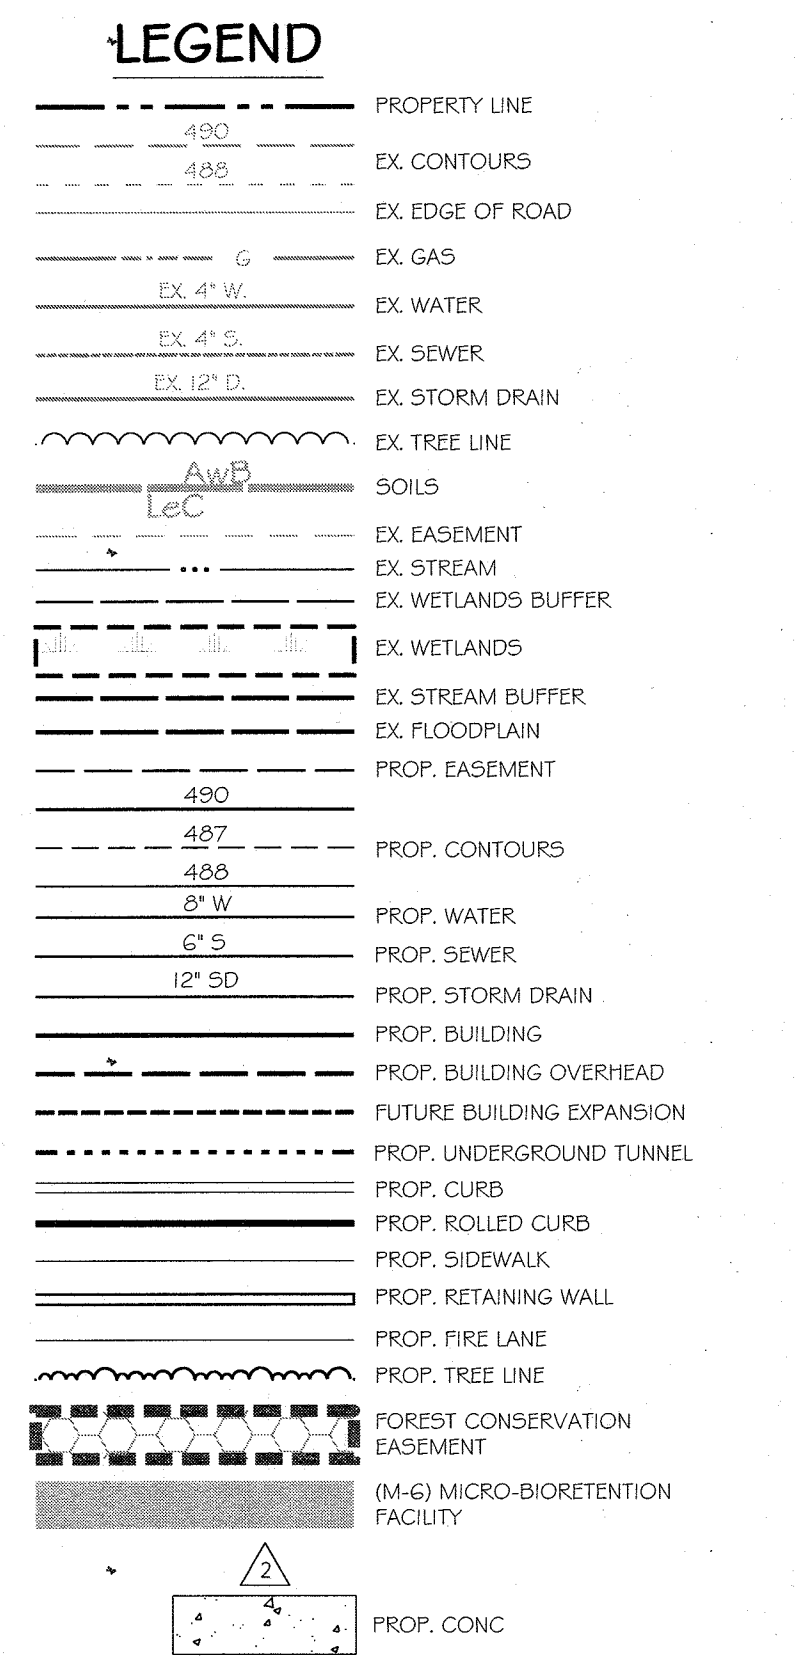 LEGEND
PROPERTY LINE
490
EX. CONTOURS
488
EX. EDGE OF ROAD
G
EX. GAS
EX. 4" W.
EX. WATER
EX. 4" S.
EX. SEWER
EX. 12" D.
EX. STORM DRAIN
EX. TREE LINE
AwB
SOILS
LeC
EX. EASEMENT
EX. STREAM
EX. WETLANDS BUFFER
EX. WETLANDS
EX. STREAM BUFFER
EX. FLOODPLAIN
PROP. EASEMENT
490
487
PROP. CONTOURS
488
8" W
PROP. WATER
6" S
PROP. SEWER
12" SD
PROP. STORM DRAIN
PROP. BUILDING
PROP. BUILDING OVERHEAD
FUTURE BUILDING EXPANSION
PROP. UNDERGROUND TUNNEL
PROP. CURB
PROP. ROLLED CURB
PROP. SIDEWALK
PROP. RETAINING WALL
PROP. FIRE LANE
PROP. TREE LINE
FOREST CONSERVATION
EASEMENT
(M-6) MICRO-BIORETENTION
FACILITY
2
PROP. CONC